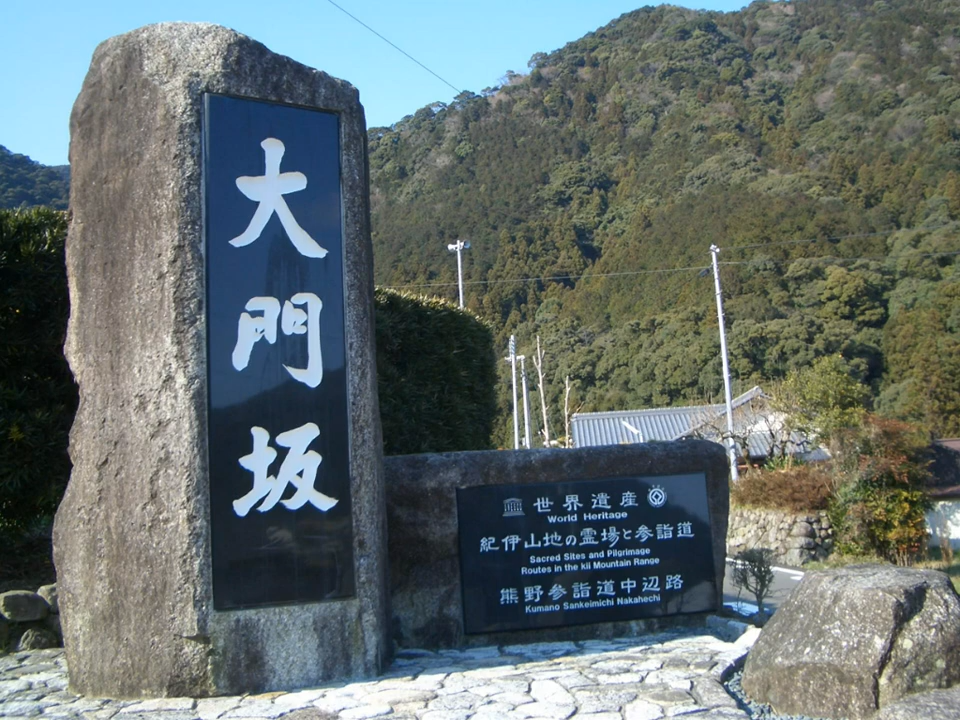 大門坂
世界遺産
World Heritage
紀伊山地の霊場と参詣道
Sacred Sites and Pilgrimage
Routes in the kii Mountain Range
熊野参詣道中辺路
Kumano Sankeimichi Nakahechi